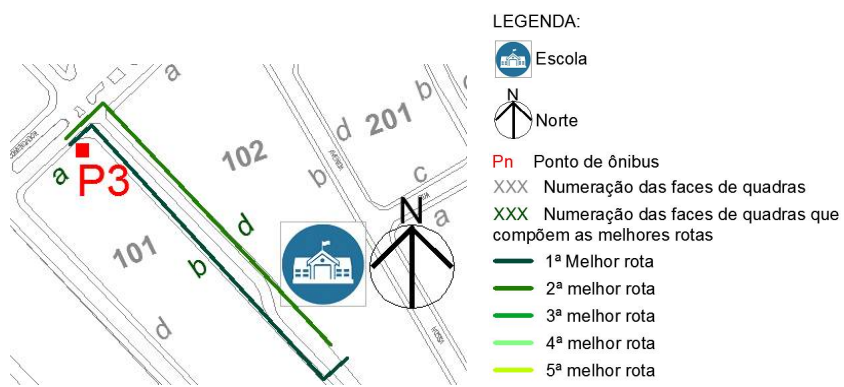 LEGENDA:
Escola
N
Norte
Pn Ponto de ônibus
XXX Numeração das faces de quadras
XXX Numeração das faces de quadras que
compõem as melhores rotas
1ª Melhor rota
2ª melhor rota
3ª melhor rota
4ª melhor rota
5ª melhor rota
a
b
201
d
102
b
c
a
P3
a
N
d
101
b
d